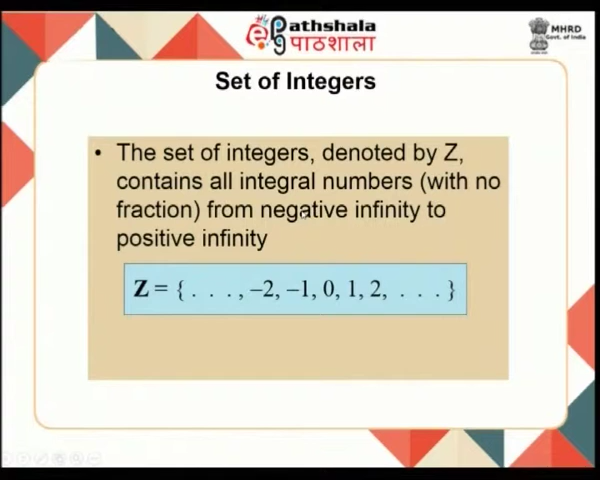 Pathshala
पाठशाला
MHRD
Govt. of India
Set of Integers
• The set of integers, denoted by Z,
contains all integral numbers (with no
fraction) from negative infinity to
positive infinity
Z = { . . . , –2, –1, 0, 1, 2, . . . }